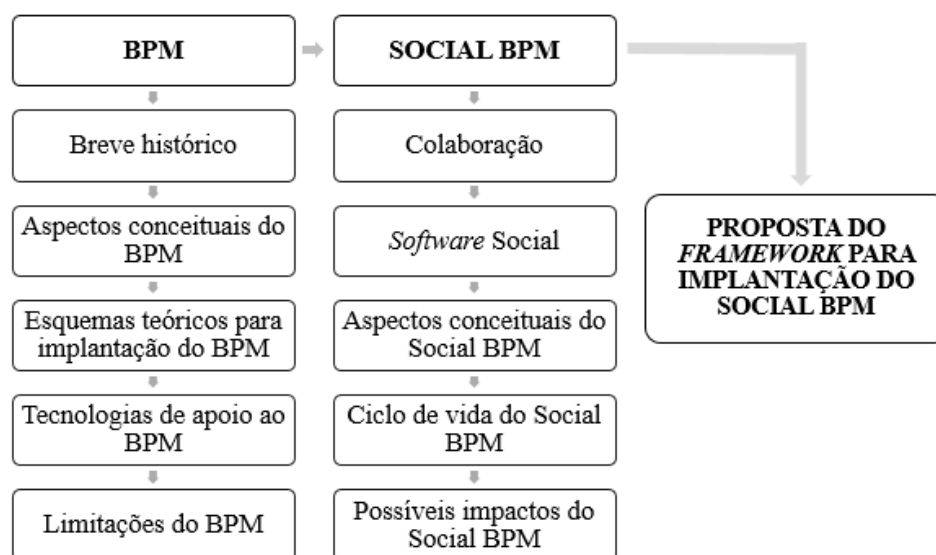 BPM
Breve histórico
Aspectos conceituais do
BPM
Esquemas teóricos para
implantação do BPM
Tecnologias de apoio ao
BPM
Limitações do BPM
SOCIAL BPM
Colaboração
Software Social
Aspectos conceituais do
Social BPM
Ciclo de vida do Social
BPM
Possíveis impactos do
Social BPM
PROPOSTA DO
FRAMEWORK PARA
IMPLANTAÇÃO DO
SOCIAL BPM